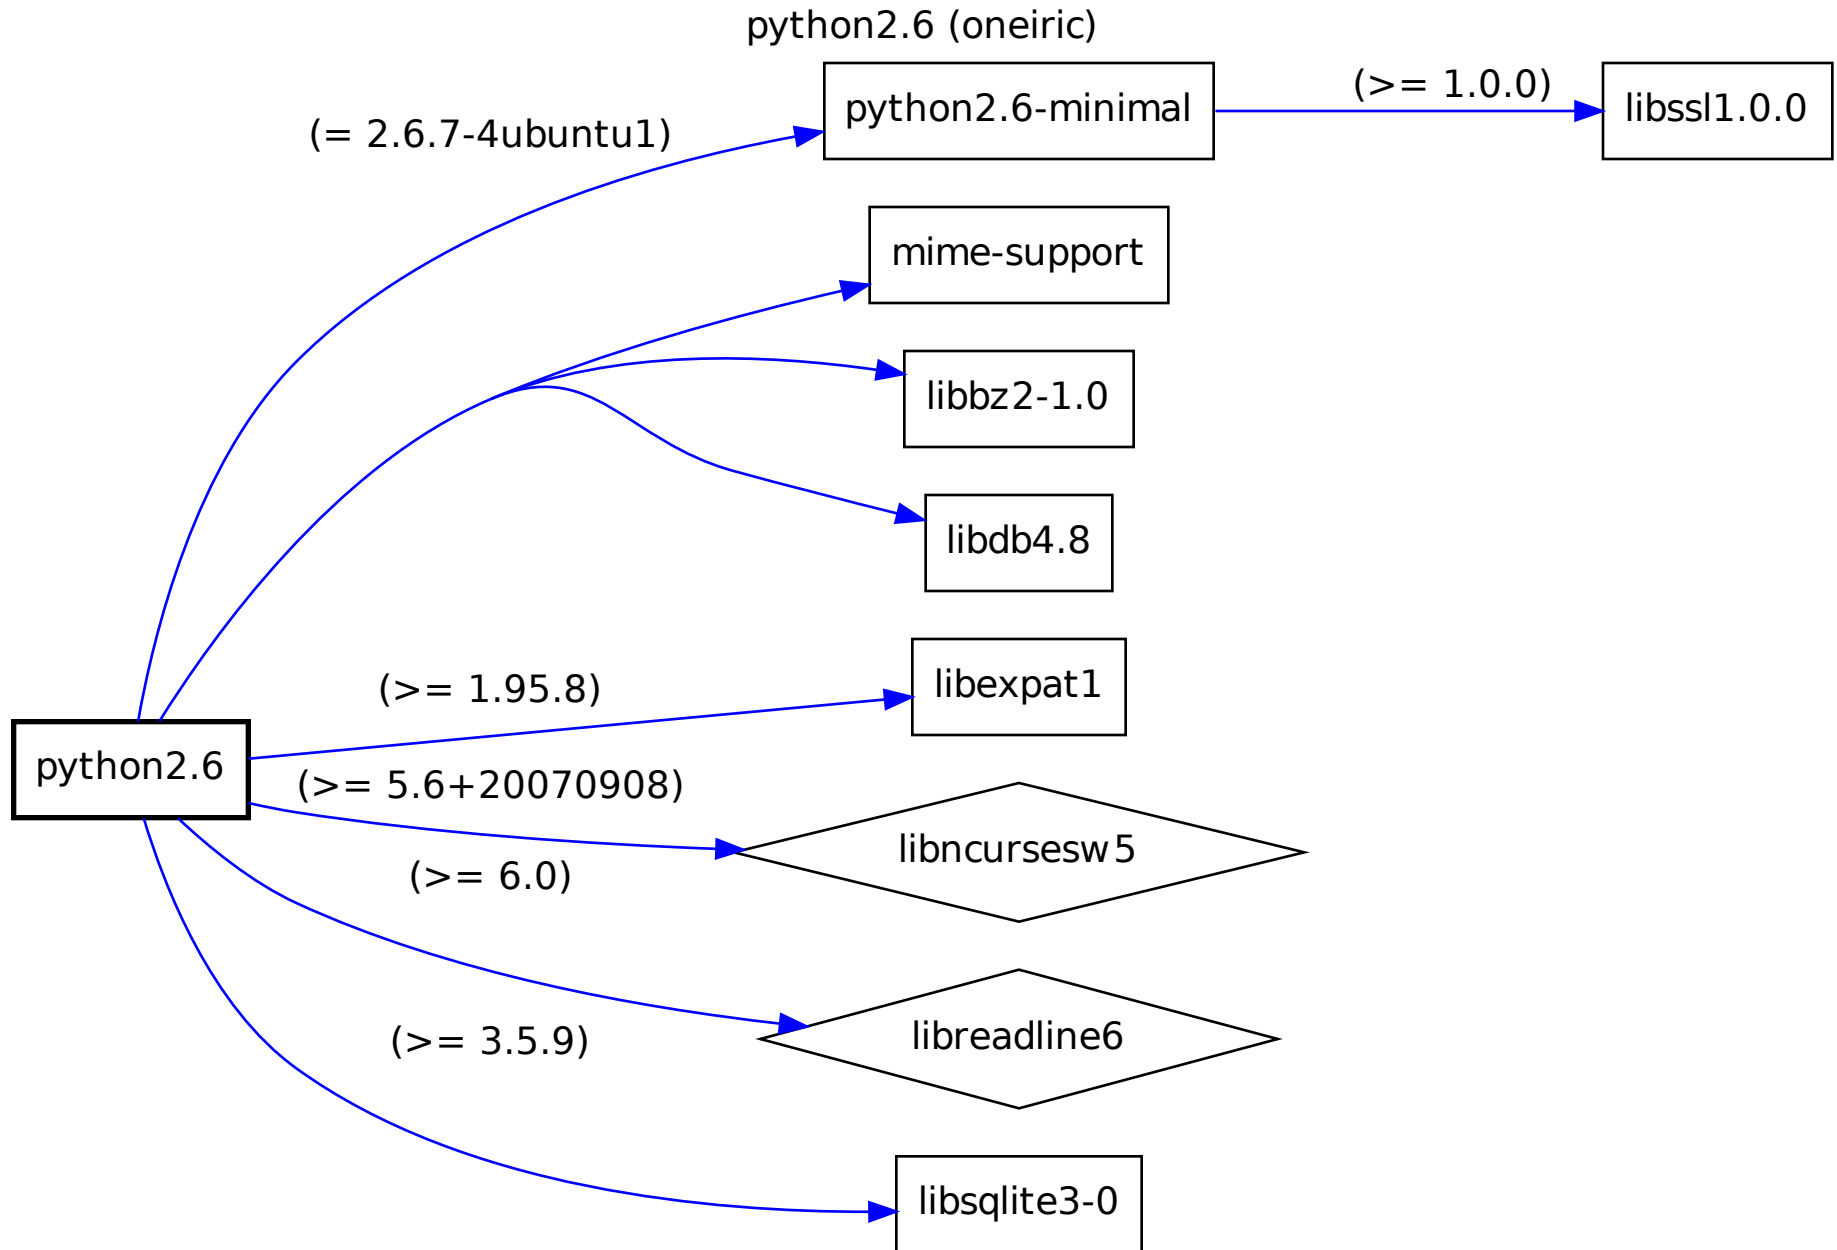 python2.6 (oneiric)
(= 2.6.7-4ubuntu1)
python2.6-minimal
(>= 1.0.0)
libssl1.0.0
mime-support
libbz2-1.0
libdb4.8
(>= 1.95.8)
libexpat1
python2.6
(>= 5.6+20070908)
libncursesw5
(>= 6.0)
libreadline6
(>= 3.5.9)
libsqlite3-0